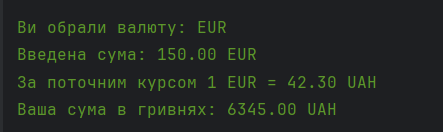 Ви обрали валюту: EUR
Введена сума: 150.00 EUR
За поточним курсом 1 EUR = 42.30 UAH
Ваша сума в гривнях: 6345.00 UAH